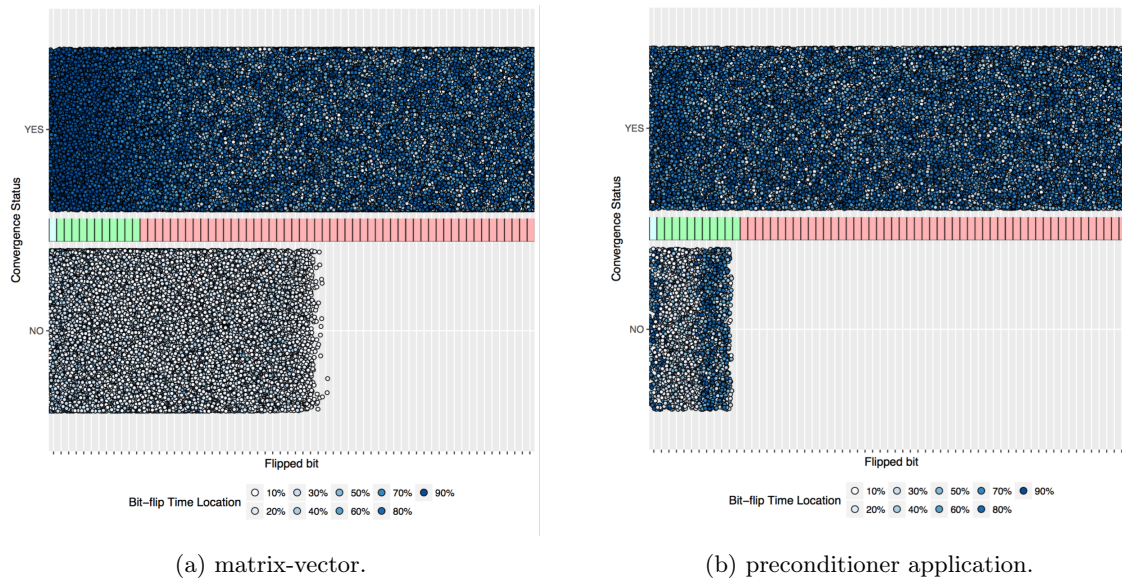 YES
NO
Convergence Status
Flipped bit
Bit-flip Time Location
10% 30% 50% 70% 90%
20% 40% 60% 80%
(a) matrix-vector.
YES
NO
Convergence Status
Flipped bit
Bit-flip Time Location
10% 30% 50% 70% 90%
20% 40% 60% 80%
(b) preconditioner application.